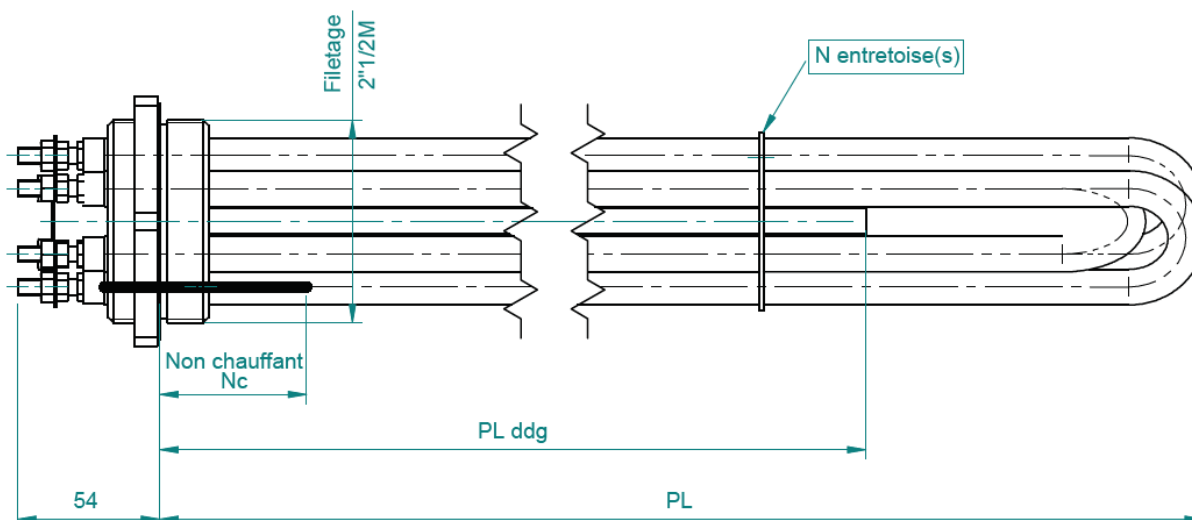 Filetage
2"1/2M
N entretoise(s)
Non chauffant
Nc
PL ddg
54
PL